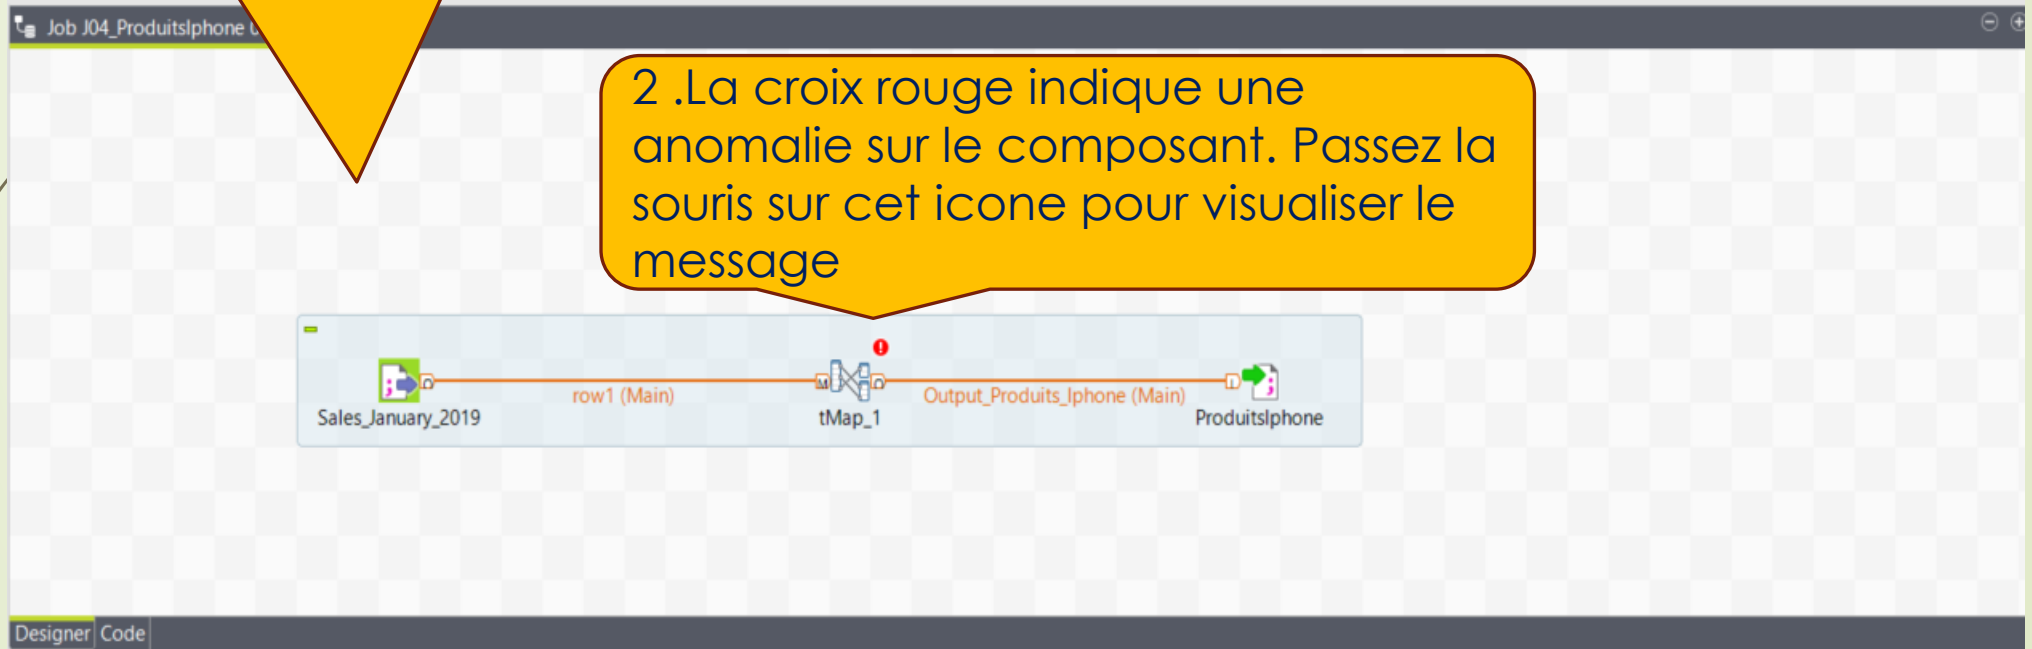 Job J04_ProduitsIphone
2 .La croix rouge indique une
anomalie sur le composant. Passez la
souris sur cet icone pour visualiser le
message
row1 (Main)
Output_Produits_Iphone (Main)
Sales_January_2019
tMap_1
ProduitsIphone
Designer Code